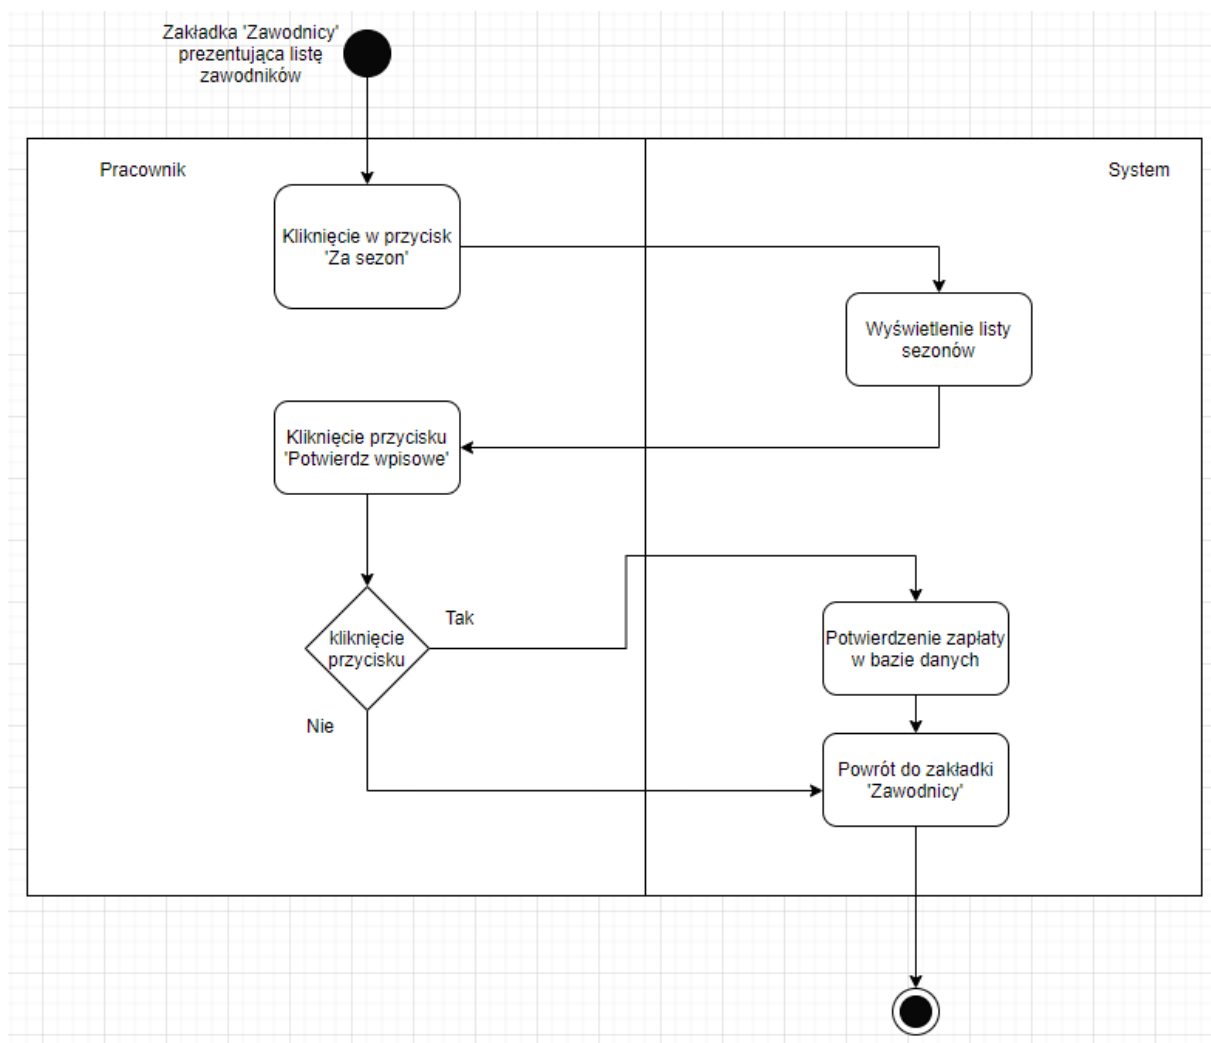 Zakładka 'Zawodnicy'
prezentująca listę
zawodników
Pracownik
System
Kliknięcie w przycisk
'Za sezon'
Wyświetlenie listy
sezonów
Kliknięcie przycisku
'Potwierdz wpisowe'
kliknięcie
przycisku
Tak
Nie
Potwierdzenie zapłaty
w bazie danych
Powrót do zakładki
'Zawodnicy'